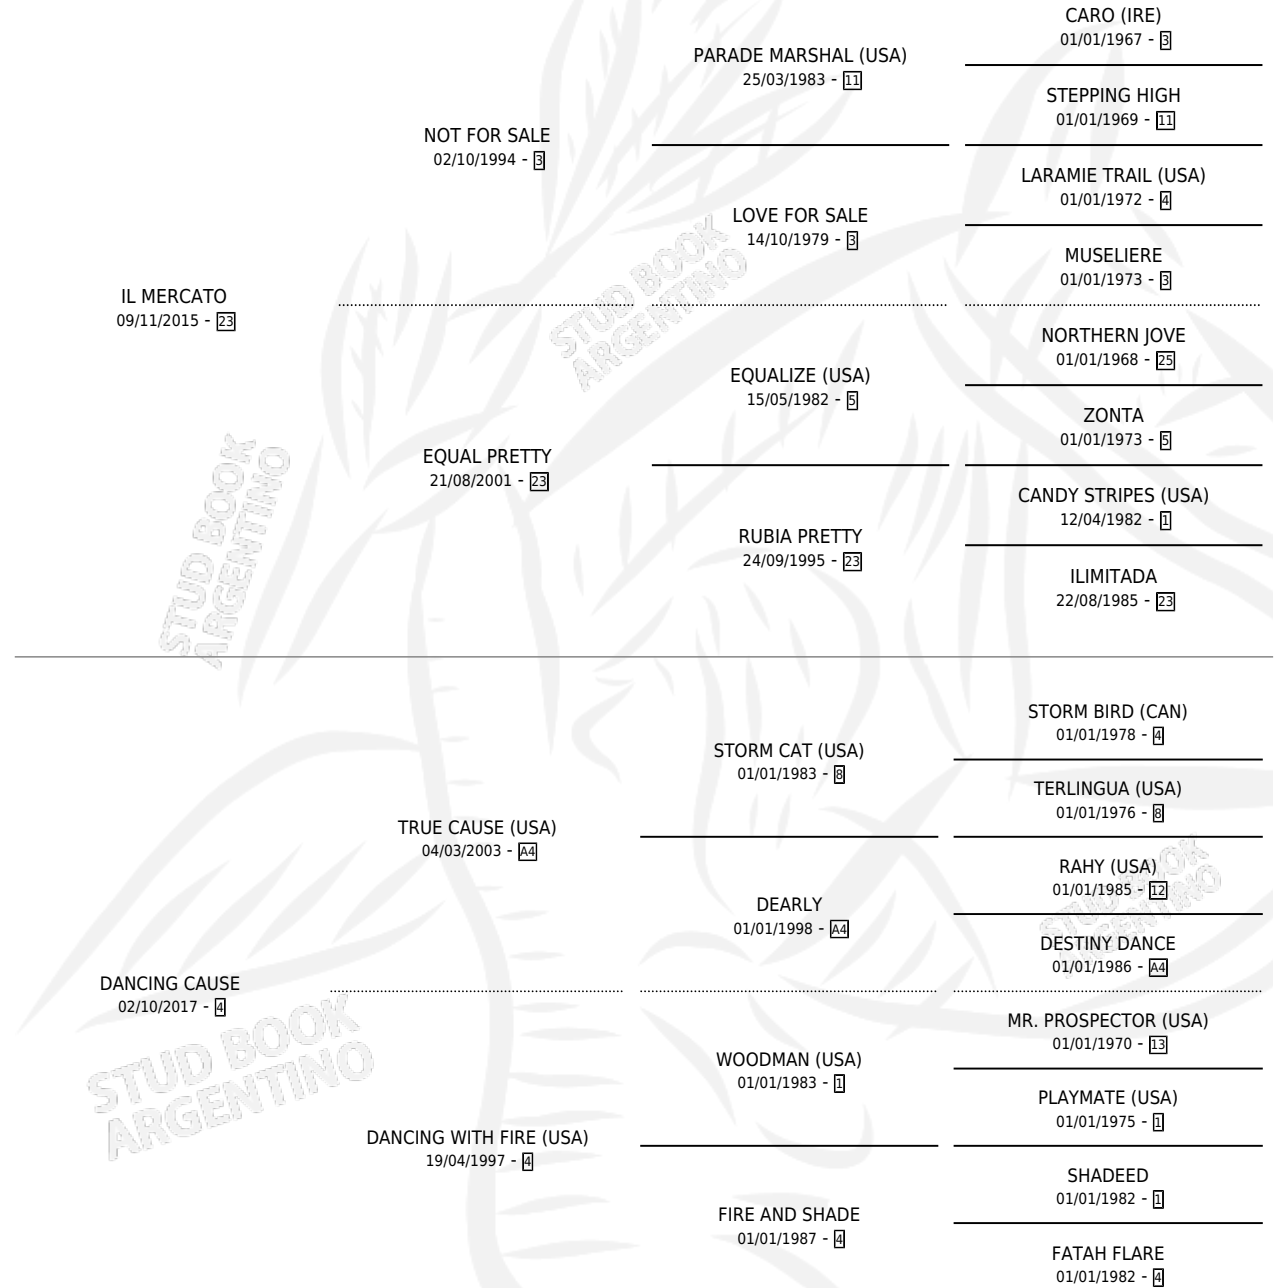 CARO (IRE)
01/01/1967 - 3
PARADE MARSHAL (USA)
25/03/1983 - 11
STEPPING HIGH
01/01/1969 - 11
NOT FOR SALE
02/10/1994 - 3
LARAMIE TRAIL (USA)
01/01/1972 - 4
LOVE FOR SALE
14/10/1979 - 3
MUSELIERE
01/01/1973 - 3
IL MERCATO
09/11/2015 - 23
STUD BOOK
ARGENTINO
NORTHERN JOVE
01/01/1968 - 25
EQUALIZE (USA)
15/05/1982 - 5
ZONTA
01/01/1973 - 5
EQUAL PRETTY
21/08/2001 - 23
CANDY STRIPES (USA)
12/04/1982 - 1
RUBIA PRETTY
24/09/1995 - 23
ILIMITADA
22/08/1985 - 23
STUD BOOK
ARGENTINO
STORM BIRD (CAN)
01/01/1978 - 4
STORM CAT (USA)
01/01/1983 - 8
TERLINGUA (USA)
01/01/1976 - 8
TRUE CAUSE (USA)
04/03/2003 - A4
RAHY (USA)
01/01/1985 - 12
DEARLY
01/01/1998 - A4
STUD BOOK
ARGENTINO
DESTINY DANCE
01/01/1986 - A4
DANCING CAUSE
02/10/2017 - 4
MR. PROSPECTOR (USA)
01/01/1970 - 13
WOODMAN (USA)
01/01/1983 - 1
STUD BOOK
ARGENTINO
PLAYMATE (USA)
01/01/1975 - 1
DANCING WITH FIRE (USA)
19/04/1997 - 4
SHADEED
01/01/1982 - 1
FIRE AND SHADE
01/01/1987 - 4
FATAH FLARE
01/01/1982 - 4